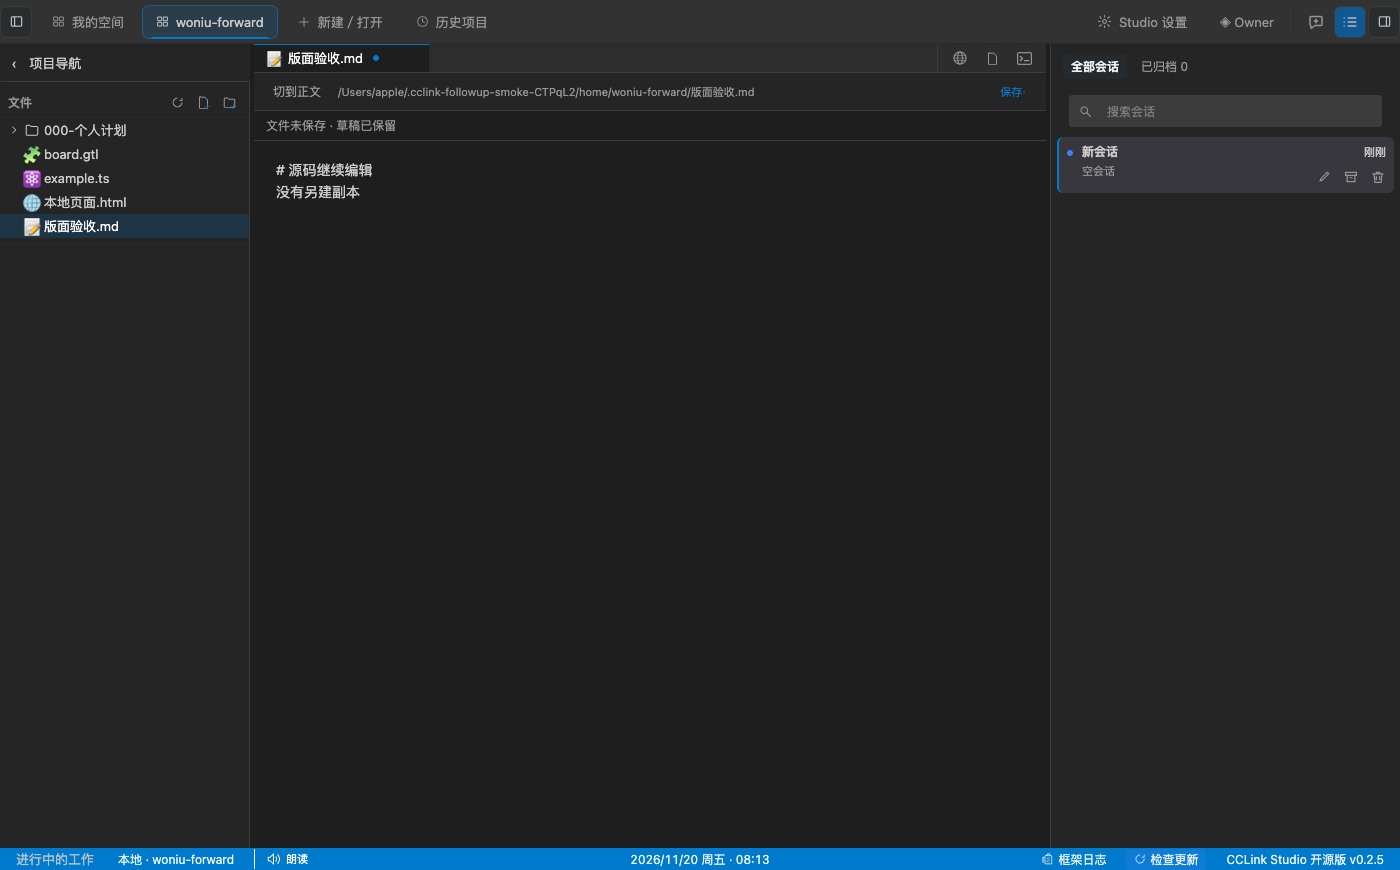 我的空间
woniu-forward
新建 / 打开
历史项目
Studio 设置
Owner
项目导航
文件
000-个人计划
board.gtl
example.ts
本地页面.html
版面验收.md
版面验收.md
切到正文
/Users/apple/.cclink-followup-smoke-CTPqL2/home/woniu-forward/版面验收.md
保存·
文件未保存 · 草稿已保留
# 源码继续编辑
没有另建副本
全部会话
已归档 0
搜索会话
新会话
刚刚
空会话
进行中的工作
本地 · woniu-forward
朗读
2026/11/20 周五 · 08:13
框架日志
检查更新
CCLink Studio 开源版 v0.2.5